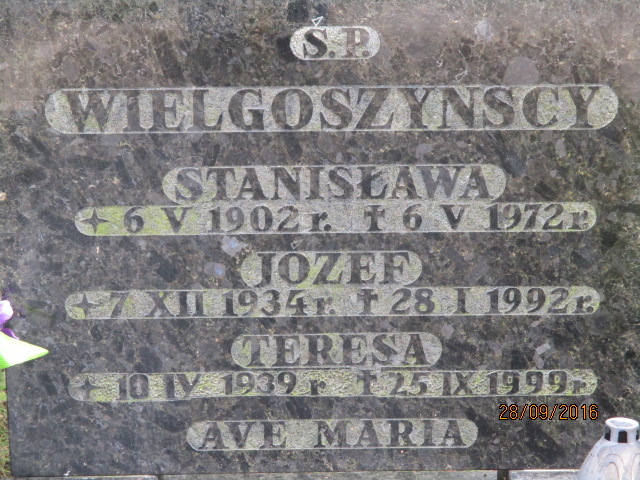 Ś.P.
WIELGOSZYNSCY
STANISŁAWA
+ 6 V 1902 r. ✝ 6 V 1972 r.
JOZEF
+ 7 XII 1934 r. ✝ 28 I 1992 r.
TERESA
+ 10 IV 1939 r. ✝ 25 IX 1999 r.
28/09/2016
AVE MARIA